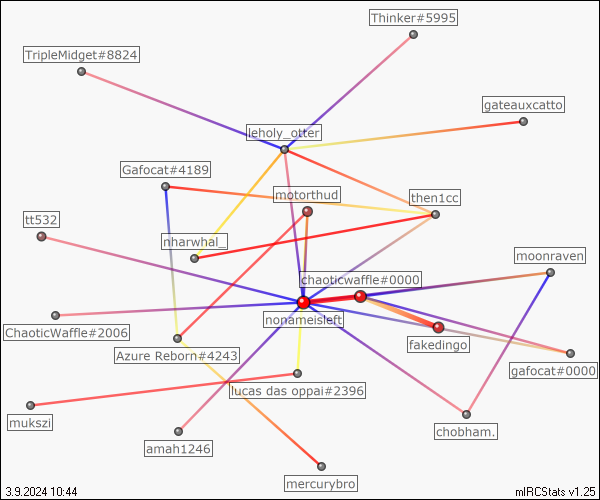 Thinker#5995
TripleMidget#8824
gateauxcatto
leholy_otter
Gafocat#4189
motorthud
then1cc
tt532
nharwhal_
moonraven
chaoticwaffle#0000
nonameisleft
ChaoticWaffle#2006
fakedingo
Azure Reborn#4243
gafocat#0000
lucas das oppai#2396
mukszi
chobham.
amah1246
mercurybro
3.9.2024 10:44
mIRCStats v1.25